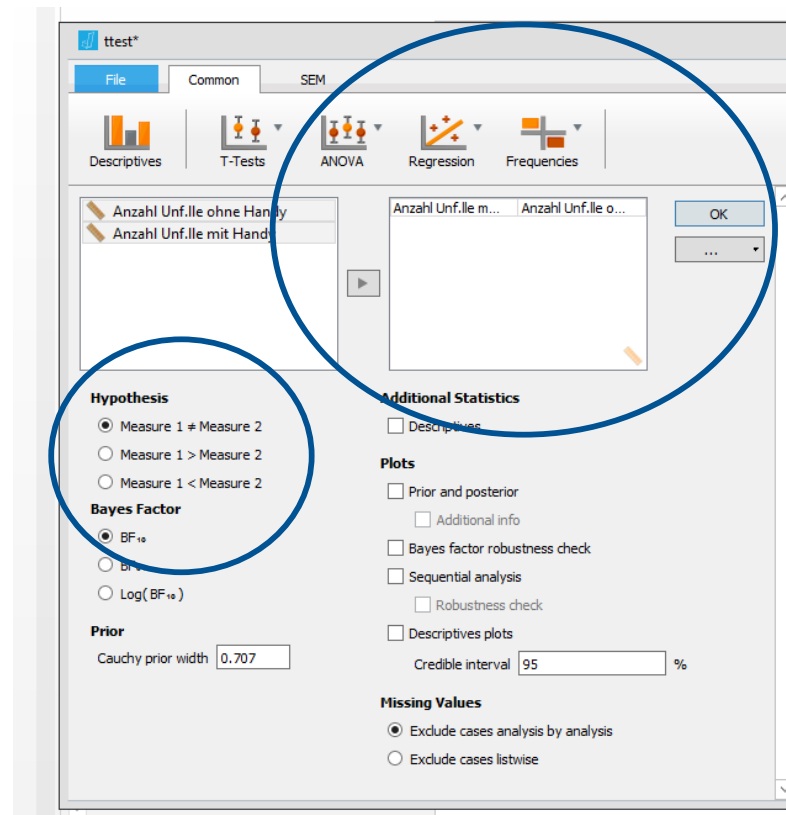 ttest*
File Common SEM
Descriptives T-Tests ANOVA Regression Frequencies
Anzahl Unf.lle ohne Handy
Anzahl Unf.lle mit Handy
Anzahl Unf.lle m... Anzahl Unf.lle o...
OK
...
Hypothesis
Measure 1 ≠ Measure 2
Measure 1 > Measure 2
Measure 1 < Measure 2
Bayes Factor
BF₁₀
Log(BF₁₀)
Prior
Cauchy prior width 0.707
Additional Statistics
Descriptives
Plots
Prior and posterior
Additional info
Bayes factor robustness check
Sequential analysis
Robustness check
Descriptives plots
Credible interval 95 %
Missing Values
Exclude cases analysis by analysis
Exclude cases listwise